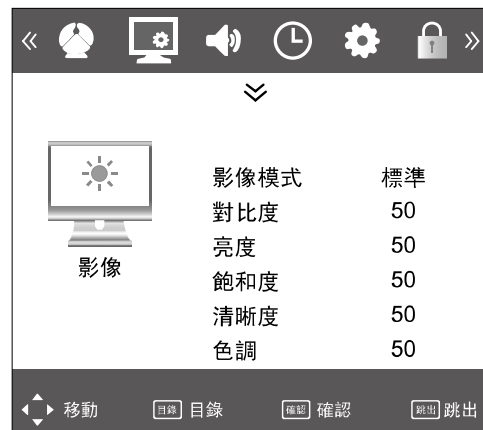 影像模式 標準
對比度 50
亮度 50
飽和度 50
清晰度 50
色調 50
影像
移動 目錄 目錄 確認 確認 跳出 跳出